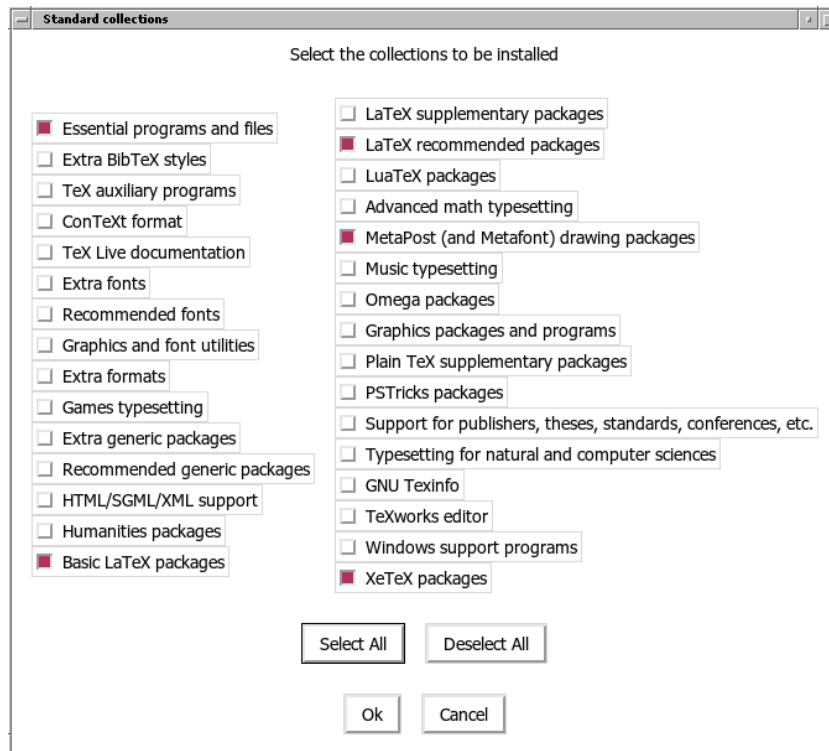 Standard collections
Select the collections to be installed
Essential programs and files
Extra BibTeX styles
TeX auxiliary programs
ConTeXt format
TeX Live documentation
Extra fonts
Recommended fonts
Graphics and font utilities
Extra formats
Games typesetting
Extra generic packages
Recommended generic packages
HTML/SGML/XML support
Humanities packages
Basic LaTeX packages
LaTeX supplementary packages
LaTeX recommended packages
LuaTeX packages
Advanced math typesetting
MetaPost (and Metafont) drawing packages
Music typesetting
Omega packages
Graphics packages and programs
Plain TeX supplementary packages
PSTricks packages
Support for publishers, theses, standards, conferences, etc.
Typesetting for natural and computer sciences
GNU Texinfo
TeXworks editor
Windows support programs
XeTeX packages
Select All Deselect All
Ok Cancel